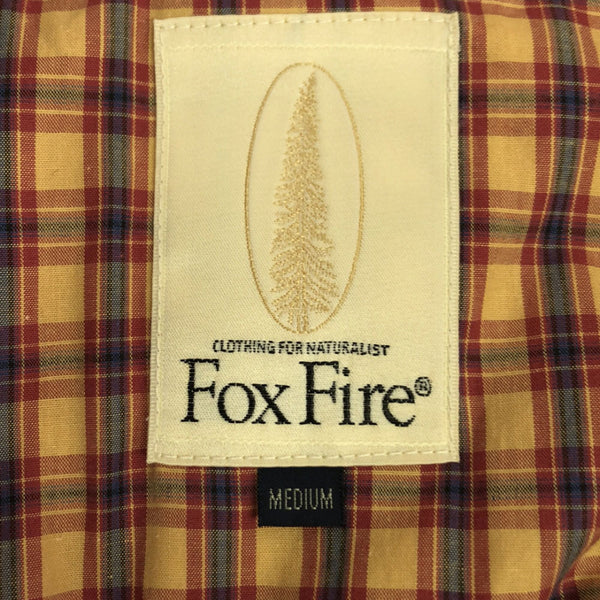 CLOTHING FOR NATURALIST
Fox Fire®
MEDIUM